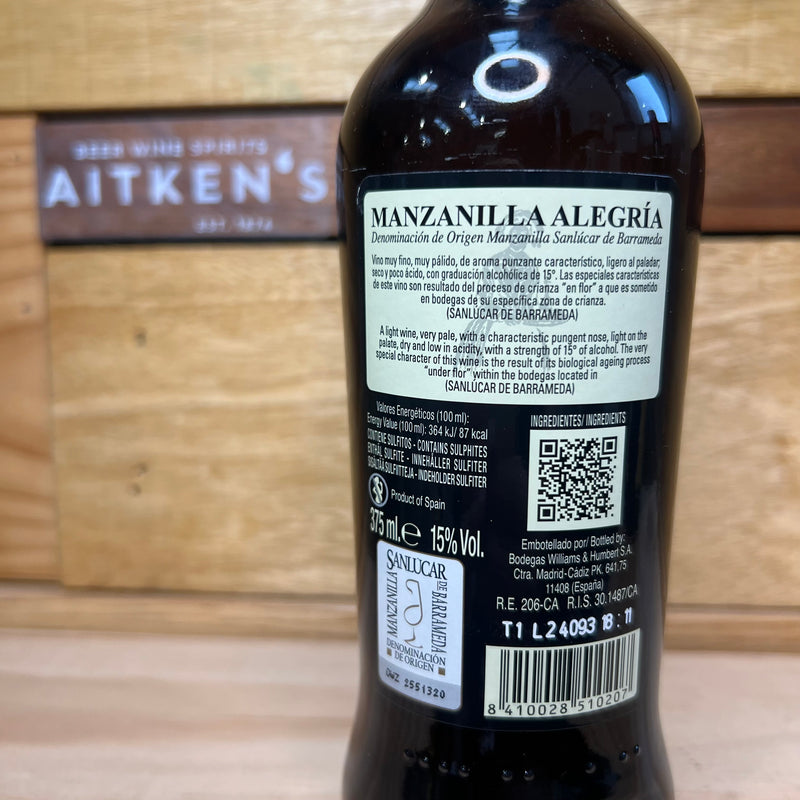 BEER WINE SPIRITS
AITKEN'S
EST. 1874
MANZANILLA ALEGRÍA
Denominación de Origen Manzanilla Sanlúcar de Barrameda
Vino muy fino, muy pálido, de aroma punzante característico, ligero al paladar;
seco y poco ácido, con graduación alcohólica de 15°. Las especiales características
de este vino son resultado del proceso de crianza "en flor" a que es sometido
en bodegas de su específica zona de crianza.
(SANLÚCAR DE BARRAMEDA)
A light wine, very pale, with a characteristic pungent nose, light on the
palate, dry and low in acidity, with a strength of 15° of alcohol. The very
special character of this wine is the result of its biological ageing process
"under flor" within the bodegas located in
(SANLÚCAR DE BARRAMEDA)
Valores Energéticos (100 ml):
Energy Value (100 ml): 364 kJ/ 87 kcal
CONTIENE SULFITOS - CONTAINS SULPHITES
ENTHÄLT SULFITE - INNEHÅLLER SULFITER
SISÄLTÄÄ SULFIITTEJA - INDEHOLDER SULFITER
Product of Spain
375 ml. e 15% Vol.
INGREDIENTES/ INGREDIENTS
Embotellado por/ Bottled by:
Bodegas Williams & Humbert S.A.
Ctra. Madrid-Cádiz PK. 641,75
11408 (España)
R.E. 206-CA R.I.S. 30.1487/CA
T1 L24093 18:11
SANLÚCAR
DE BARRAMEDA
MANZANILLA
DENOMINACIÓN
DE ORIGEN
2551320
8 410028 510207